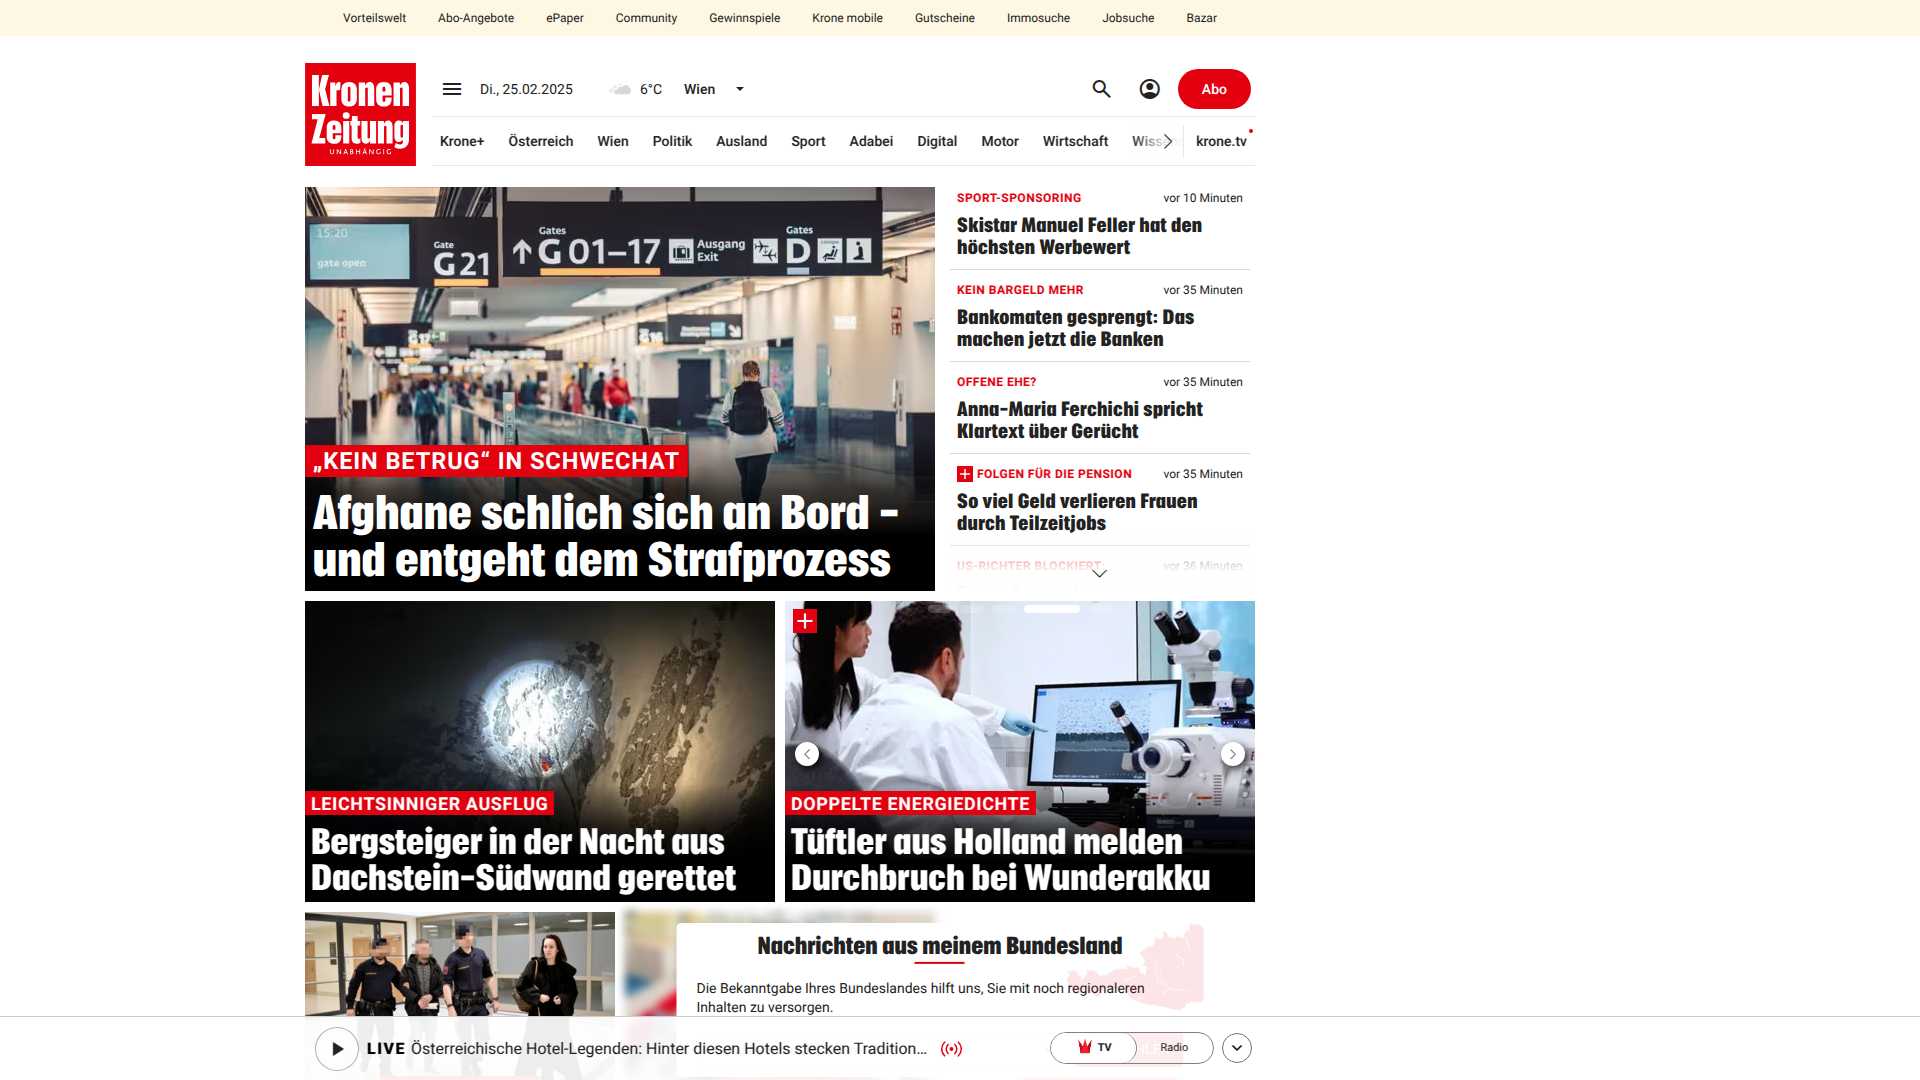 Vorteilswelt Abo-Angebote ePaper Community Gewinnspiele Krone mobile Gutscheine Immosuche Jobsuche Bazar
Kronen
Zeitung
UNABHÄNGIG
Di., 25.02.2025 6°C Wien
Abo
Krone+ Österreich Wien Politik Ausland Sport Adabei Digital Motor Wirtschaft krone.tv
15:20
gate open
Gate
G 21
Gates
G 01–17
Ausgang
Exit
Gates
D
„KEIN BETRUG“ IN SCHWECHAT
Afghane schlich sich an Bord –
und entgeht dem Strafprozess
SPORT-SPONSORING vor 10 Minuten
Skistar Manuel Feller hat den
höchsten Werbewert
KEIN BARGELD MEHR vor 35 Minuten
Bankomaten gesprengt: Das
machen jetzt die Banken
OFFENE EHE? vor 35 Minuten
Anna-Maria Ferchichi spricht
Klartext über Gerücht
FOLGEN FÜR DIE PENSION vor 35 Minuten
So viel Geld verlieren Frauen
durch Teilzeitjobs
US-RICHTER BLOCKIERT vor 36 Minuten
LEICHTSINNIGER AUSFLUG
Bergsteiger in der Nacht aus
Dachstein-Südwand gerettet
DOPPELTE ENERGIEDICHTE
Tüftler aus Holland melden
Durchbruch bei Wunderakku
Nachrichten aus meinem Bundesland
Die Bekanntgabe Ihres Bundeslandes hilft uns, Sie mit noch regionaleren
Inhalten zu versorgen.
LIVE Österreichische Hotel-Legenden: Hinter diesen Hotels stecken Tradition...
TV Radio